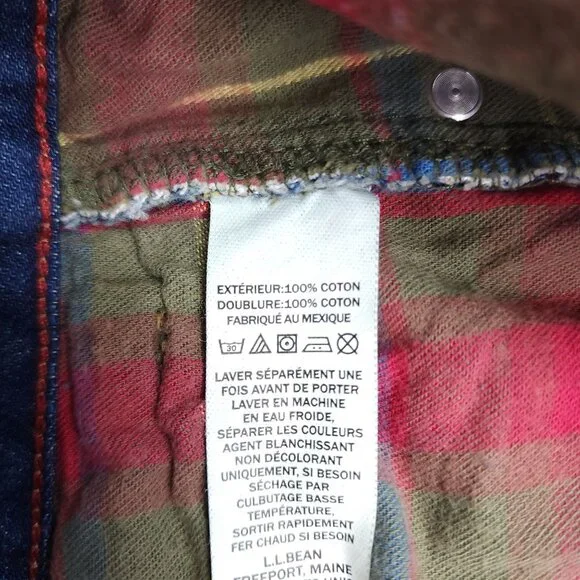 EXTÉRIEUR:100% COTON
DOUBLURE:100% COTON
FABRIQUÉ AU MEXIQUE
30
LAVER SÉPARÉMENT UNE
FOIS AVANT DE PORTER
LAVER EN MACHINE
EN EAU FROIDE,
SÉPARER LES COULEURS
AGENT BLANCHISSANT
NON DÉCOLORANT
UNIQUEMENT, SI BESOIN
SÉCHAGE PAR
CULBUTAGE BASSE
TEMPÉRATURE,
SORTIR RAPIDEMENT
FER CHAUD SI BESOIN
L.L.BEAN
FREEPORT, MAINE